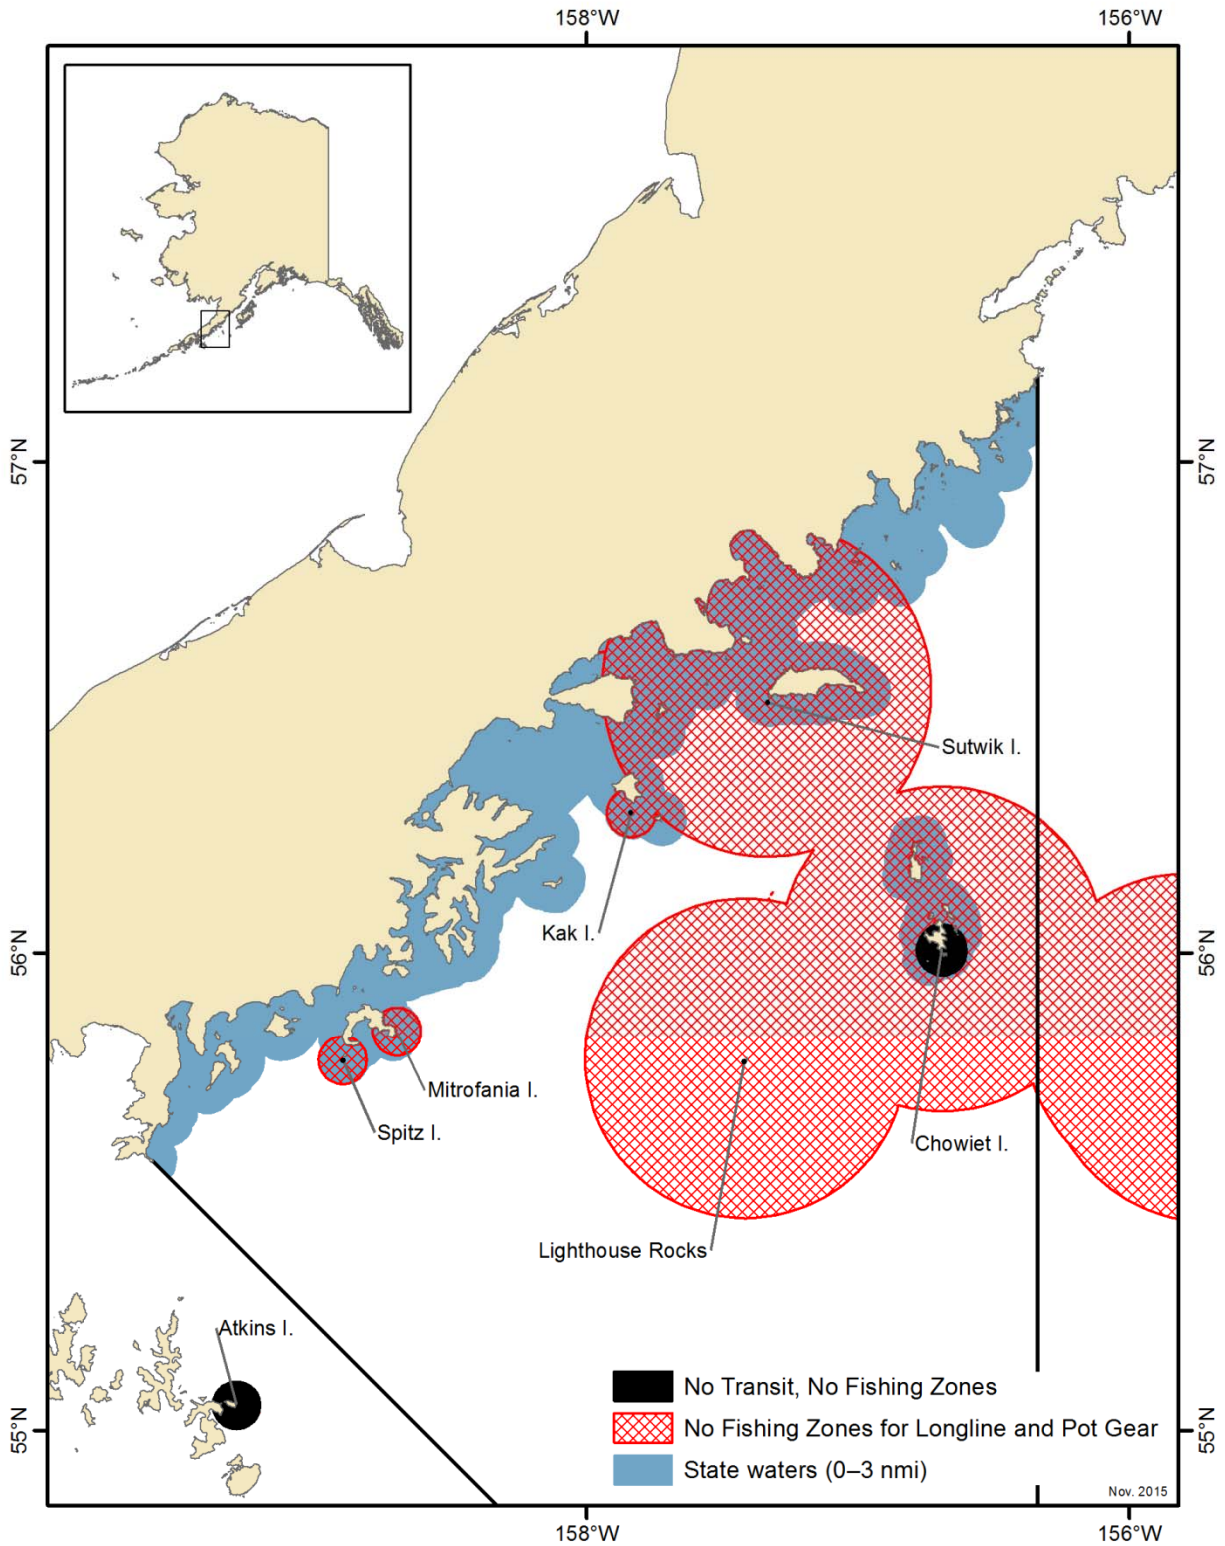 158°W
156°W
57°N
57°N
Sutwik I.
Kak I.
56°N
56°N
Mitrofania I.
Spitz I.
Chowiet I.
Lighthouse Rocks
Atkins I.
No Transit, No Fishing Zones
No Fishing Zones for Longline and Pot Gear
55°N
55°N
State waters (0–3 nmi)
Nov. 2015
158°W
156°W